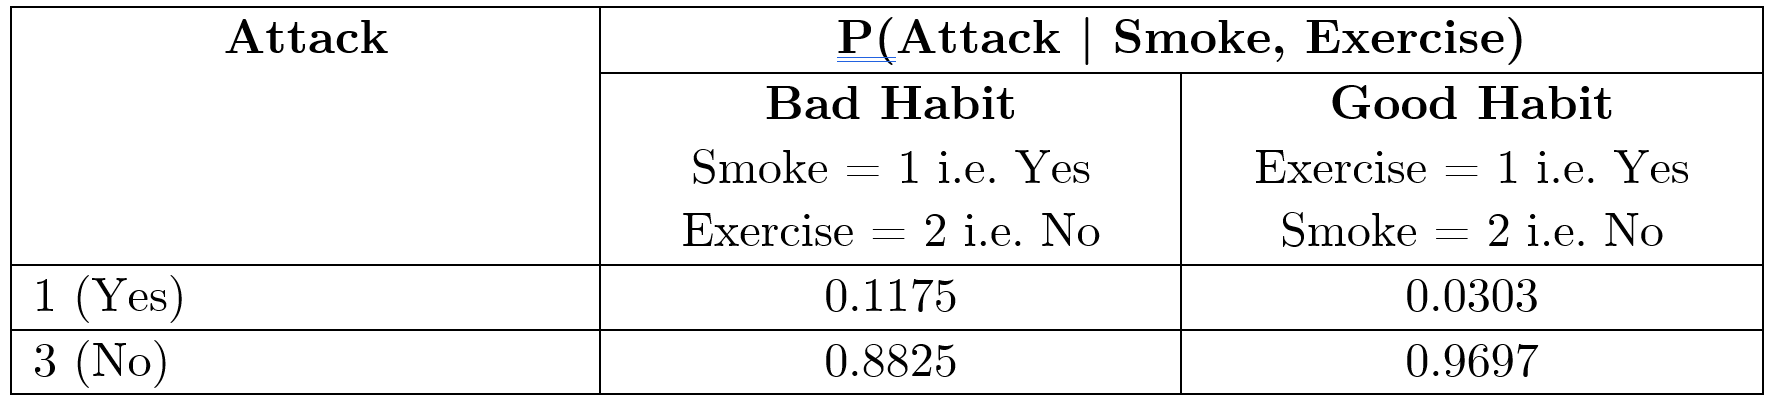 Attack P(Attack | Smoke, Exercise)
Bad Habit Good Habit
Smoke = 1 i.e. Yes Exercise = 1 i.e. Yes
Exercise = 2 i.e. No Smoke = 2 i.e. No
1 (Yes) 0.1175 0.0303
3 (No) 0.8825 0.9697